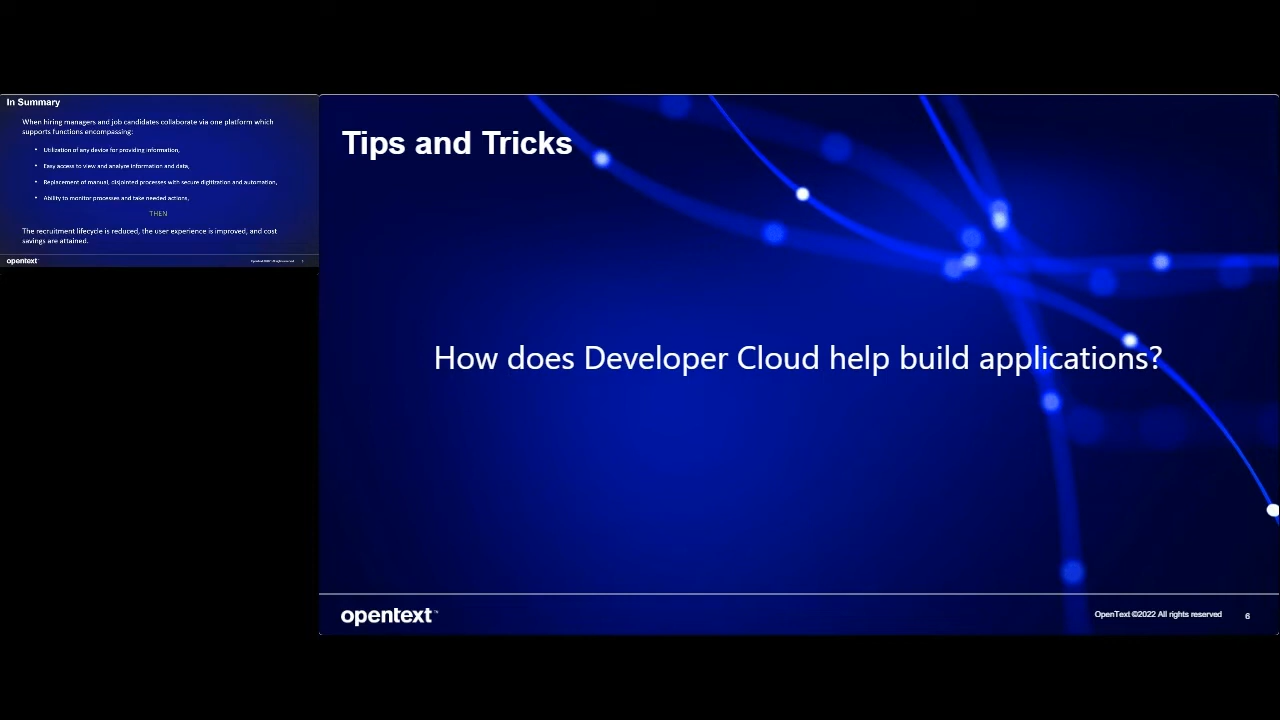 In Summary
When hiring managers and job candidates collaborate via one platform which
supports functions encompassing:
• Utilization of any device for providing information,
• Easy access to view and analyze information and data,
• Replacement of manual, disjointed processes with secure digitization and automation,
• Ability to monitor processes and take needed actions,
THEN
The recruitment lifecycle is reduced, the user experience is improved, and cost
savings are attained.
opentext™
Tips and Tricks
How does Developer Cloud help build applications?
opentext™
OpenText ©2022 All rights reserved 6